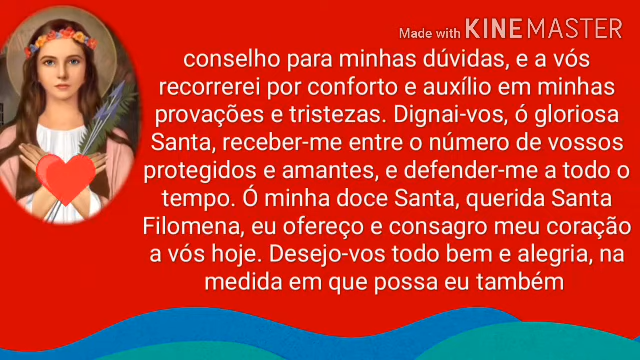 Made with KINEMASTER
conselho para minhas dúvidas, e a vós
recorrerei por conforto e auxílio em minhas
provações e tristezas. Dignai-vos, ó gloriosa
Santa, receber-me entre o número de vossos
protegidos e amantes, e defender-me a todo o
tempo. Ó minha doce Santa, querida Santa
Filomena, eu ofereço e consagro meu coração
a vós hoje. Desejo-vos todo bem e alegria, na
medida em que possa eu também